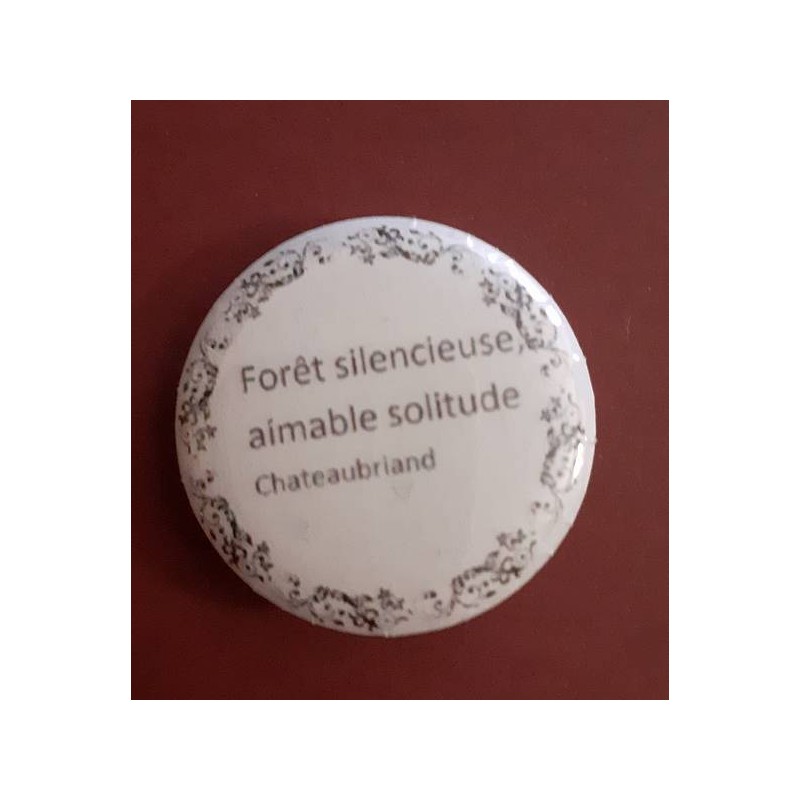 Forêt silencieuse,
aimable solitude
Chateaubriand